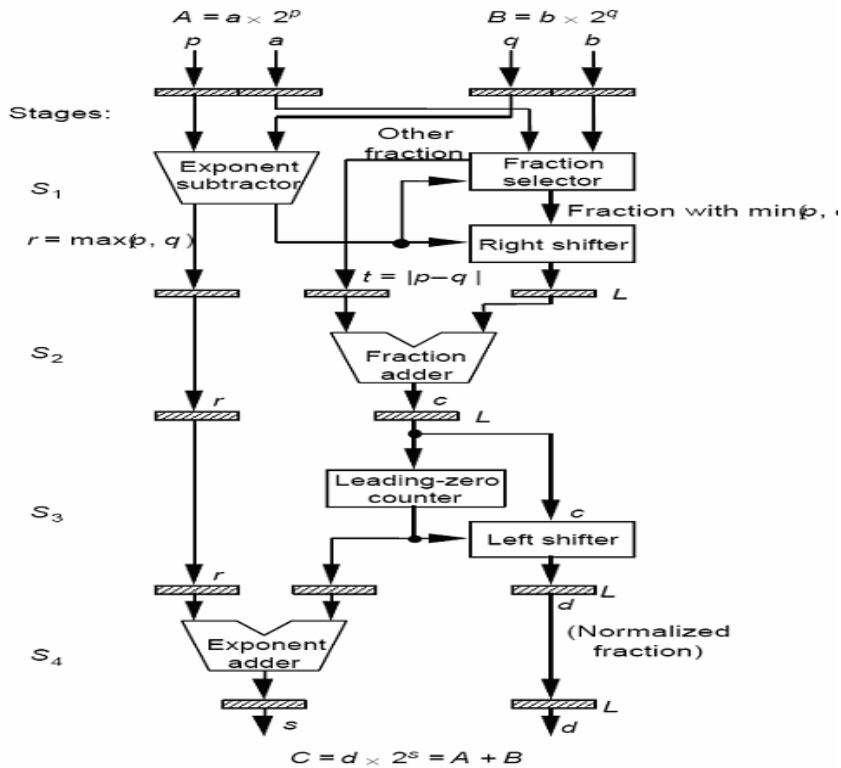 A = a × 2^p
B = b × 2^q
p
a
q
b
Stages:
Other
fraction
Exponent
subtractor
Fraction
selector
S1
Fraction with min(p,
r = max(p, q)
Right shifter
t = |p–q|
L
S2
Fraction
adder
r
c
L
Leading-zero
counter
S3
c
Left shifter
r
L
d
Exponent
adder
(Normalized
fraction)
S4
L
s
d
C = d × 2^s = A + B